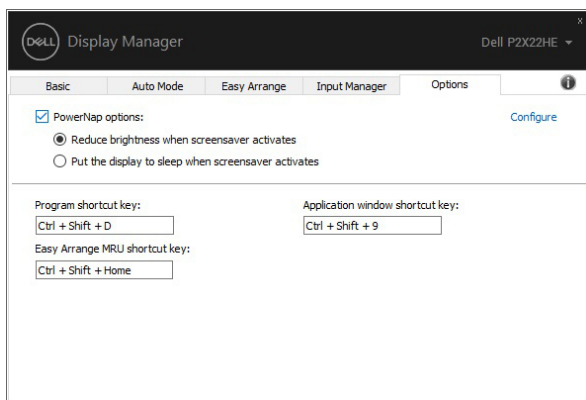 DELL Display Manager
Dell P2X22HE
x
Basic
Auto Mode
Easy Arrange
Input Manager
Options
i
PowerNap options:
Configure
Reduce brightness when screensaver activates
Put the display to sleep when screensaver activates
Program shortcut key:
Application window shortcut key:
Ctrl + Shift + D
Ctrl + Shift + 9
Easy Arrange MRU shortcut key:
Ctrl + Shift + Home